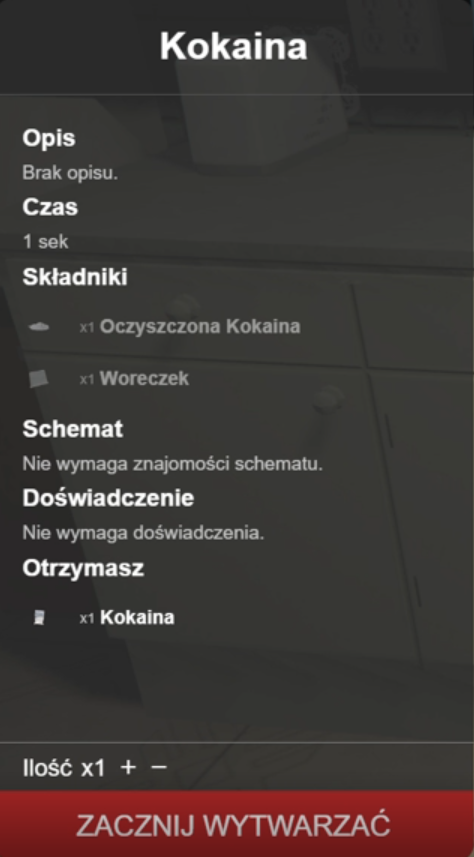 Kokaina
Opis
Brak opisu.
Czas
1 sek
Składniki
x1 Oczyszczona Kokaina
x1 Woreczek
Schemat
Nie wymaga znajomości schematu.
Doświadczenie
Nie wymaga doświadczenia.
Otrzymasz
x1 Kokaina
Ilość x1 + −
ZACZNIJ WYTWARZAĆ